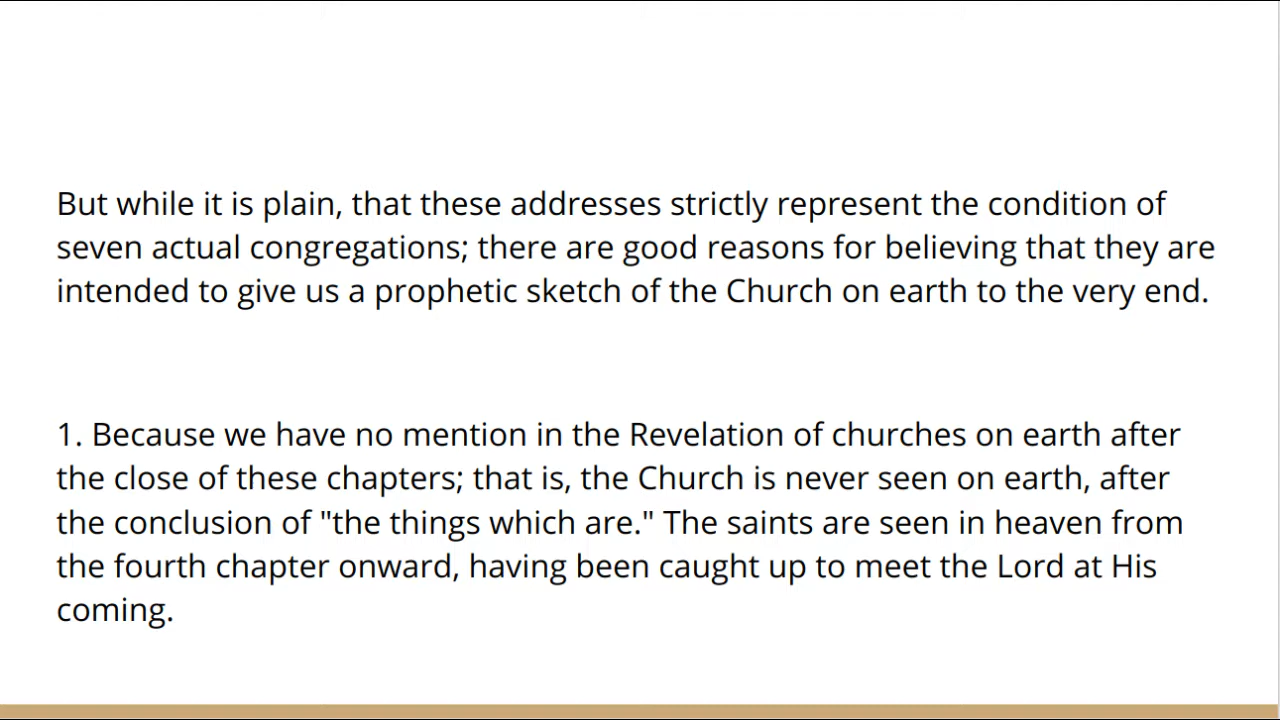 But while it is plain, that these addresses strictly represent the condition of
seven actual congregations; there are good reasons for believing that they are
intended to give us a prophetic sketch of the Church on earth to the very end.
1. Because we have no mention in the Revelation of churches on earth after
the close of these chapters; that is, the Church is never seen on earth, after
the conclusion of "the things which are." The saints are seen in heaven from
the fourth chapter onward, having been caught up to meet the Lord at His
coming.